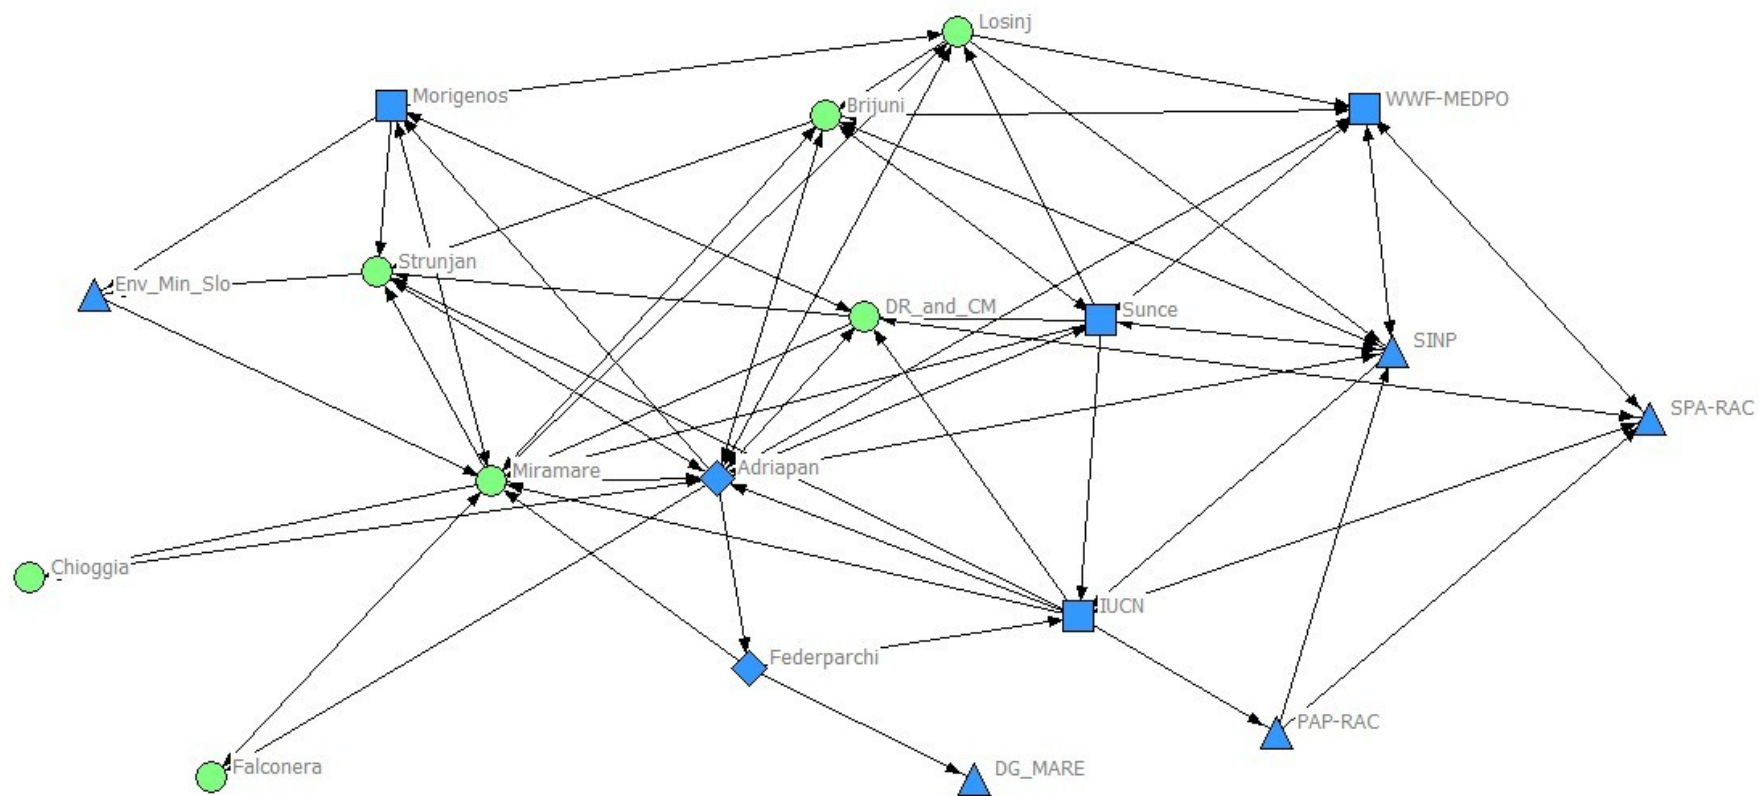 Losinj
Morigenos
Brijuni
WWF-MEDPO
Strunjan
Env_Min_Slo
DR_and_CM
Sunce
SINP
SPA-RAC
Miramare
Adriapan
Chioggia
IUCN
Federparchi
PAP-RAC
Falconera
DG_MARE